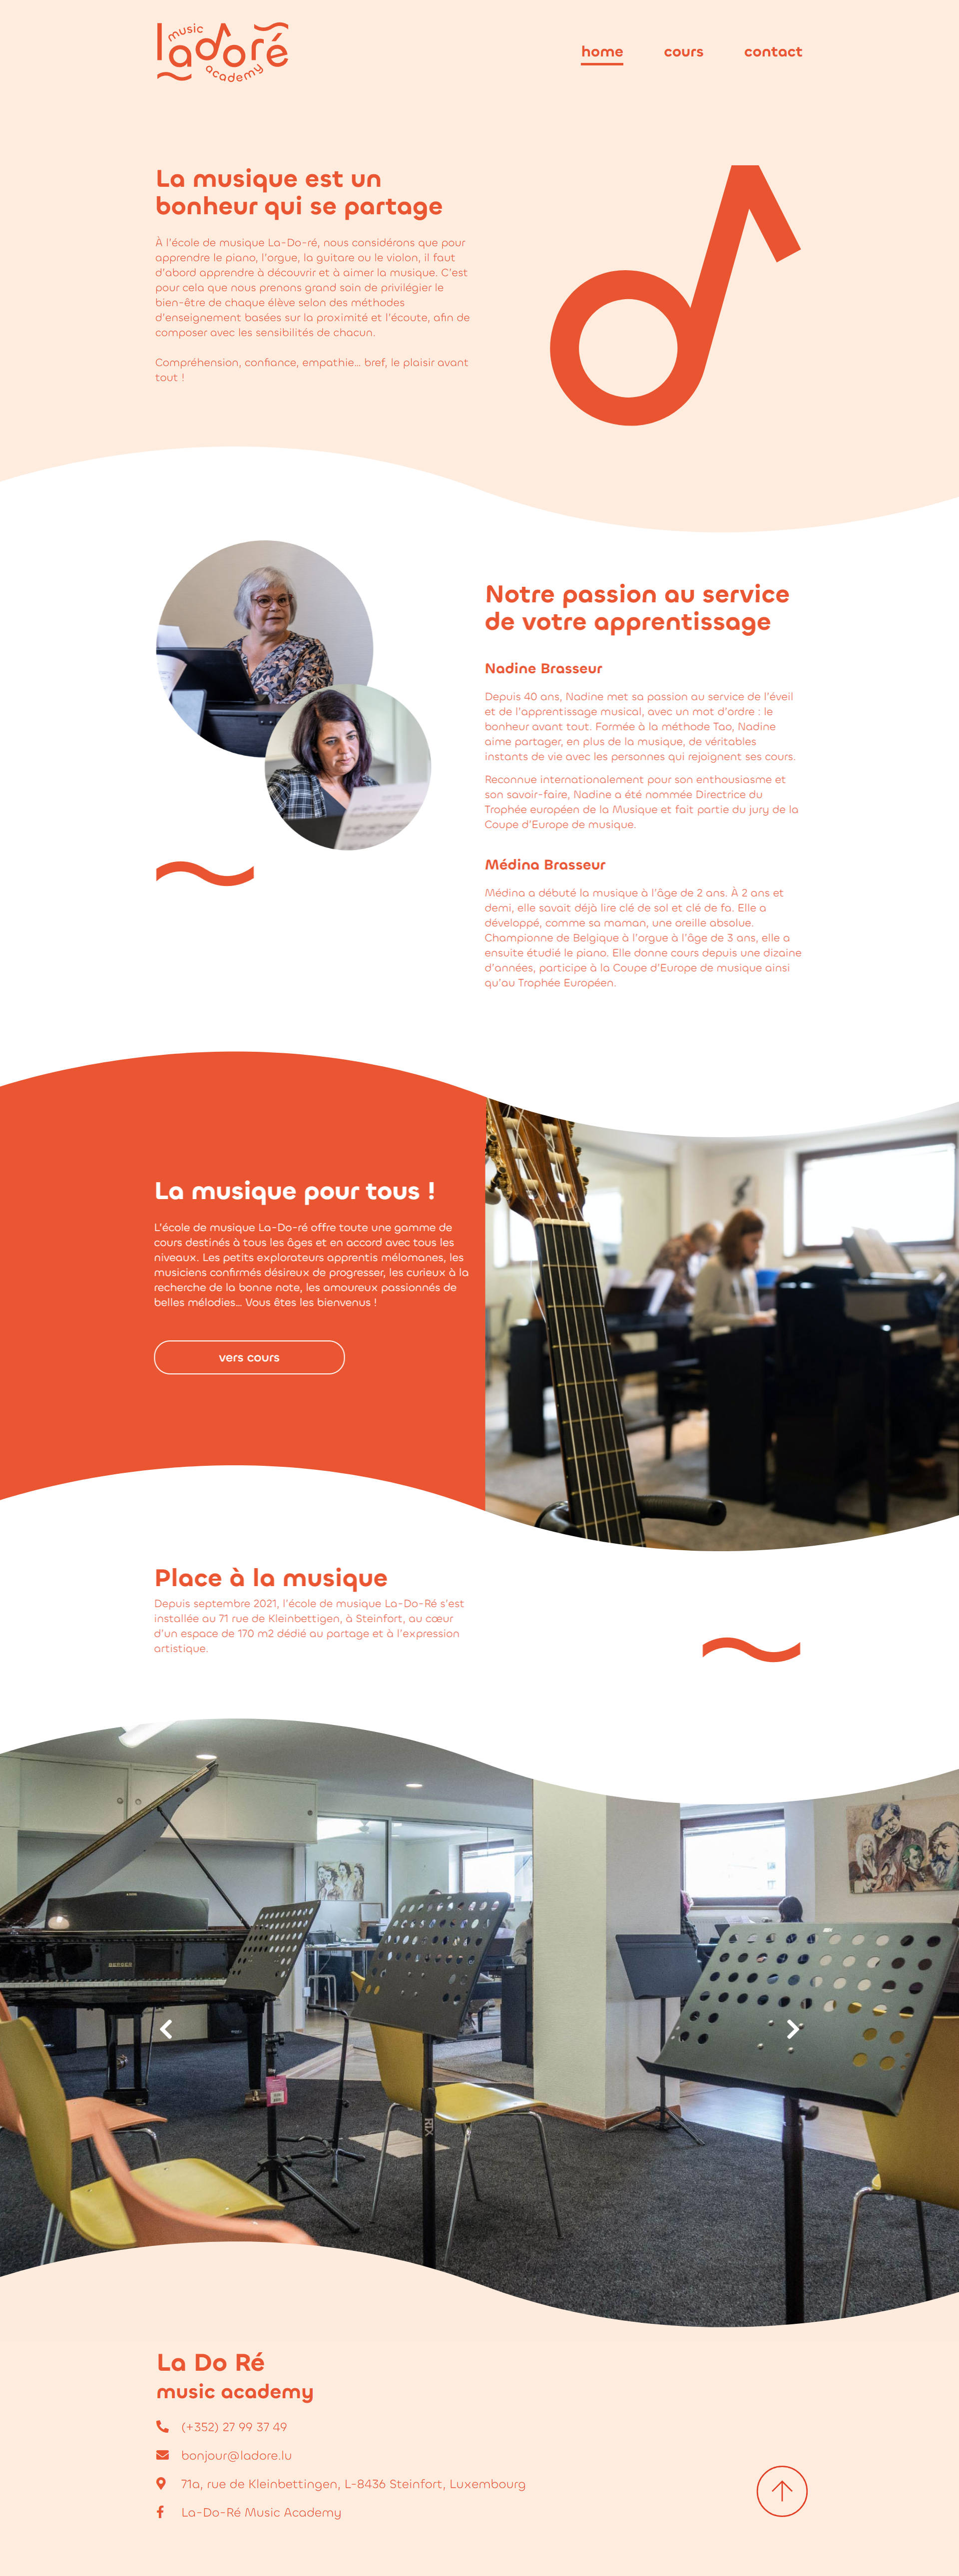 music
ladoré
academy
home cours contact
La musique est un
bonheur qui se partage
À l'école de musique La-Do-ré, nous considérons que pour
apprendre le piano, l'orgue, la guitare ou le violon, il faut
d'abord apprendre à découvrir et à aimer la musique. C'est
pour cela que nous prenons grand soin de privilégier le
bien-être de chaque élève selon des méthodes
d'enseignement basées sur la proximité et l'écoute, afin de
composer avec les sensibilités de chacun.
Compréhension, confiance, empathie... bref, le plaisir avant
tout !
Notre passion au service
de votre apprentissage
Nadine Brasseur
Depuis 40 ans, Nadine met sa passion au service de l'éveil
et de l'apprentissage musical, avec un mot d'ordre : le
bonheur avant tout. Formée à la méthode Tao, Nadine
aime partager, en plus de la musique, de véritables
instants de vie avec les personnes qui rejoignent ses cours.
Reconnue internationalement pour son enthousiasme et
son savoir-faire, Nadine a été nommée Directrice du
Trophée européen de la Musique et fait partie du jury de la
Coupe d'Europe de musique.
Médina Brasseur
Médina a débuté la musique à l'âge de 2 ans. À 2 ans et
demi, elle savait déjà lire clé de sol et clé de fa. Elle a
développé, comme sa maman, une oreille absolue.
Championne de Belgique à l'orgue à l'âge de 3 ans, elle a
ensuite étudié le piano. Elle donne cours depuis une dizaine
d'années, participe à la Coupe d'Europe de musique ainsi
qu'au Trophée Européen.
La musique pour tous !
L'école de musique La-Do-ré offre toute une gamme de
cours destinés à tous les âges et en accord avec tous les
niveaux. Les petits explorateurs apprentis mélomanes, les
musiciens confirmés désireux de progresser, les curieux à la
recherche de la bonne note, les amoureux passionnés de
belles mélodies... Vous êtes les bienvenus !
vers cours
Place à la musique
Depuis septembre 2021, l'école de musique La-Do-Ré s'est
installée au 71 rue de Kleinbettigen, à Steinfort, au cœur
d'un espace de 170 m2 dédié au partage et à l'expression
artistique.
RTX
La Do Ré
music academy
(+352) 27 99 37 49
bonjour@ladore.lu
71a, rue de Kleinbettingen, L-8436 Steinfort, Luxembourg
La-Do-Ré Music Academy